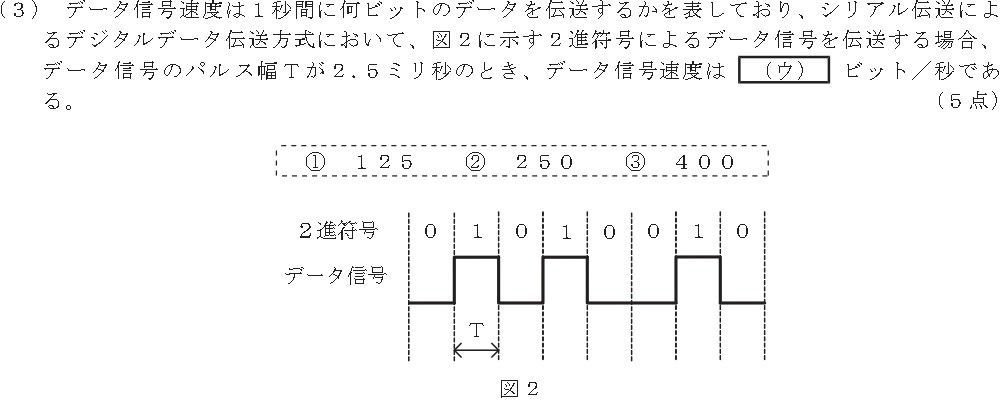 （３） データ信号速度は１秒間に何ビットのデータを伝送するかを表しており、シリアル伝送によ
るデジタルデータ伝送方式において、図２に示す２進符号によるデータ信号を伝送する場合、
データ信号のパルス幅Ｔが２.５ミリ秒のとき、データ信号速度は （ウ） ビット／秒であ
る。 （５点）
① １２５ ② ２５０ ③ ４００
２進符号 ０ １ ０ １ ０ ０ １ ０
データ信号
Ｔ
図２